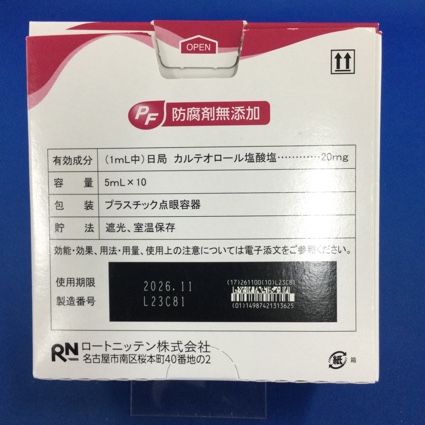 OPEN
PF 防腐剤無添加
有効成分 (1mL中)日局 カルテオロール塩酸塩…………20mg
容量 5mL×10
包装 プラスチック点眼容器
貯法 遮光、室温保存
効能・効果、用法・用量、使用上の注意については電子添文をご参照ください。
使用期限 2026.11
製造番号 L23C81
(17)261100(10)L23C81
(01)14987421313625
RN ロートニッテン株式会社
名古屋市南区桜本町40番地の2
紙 箱